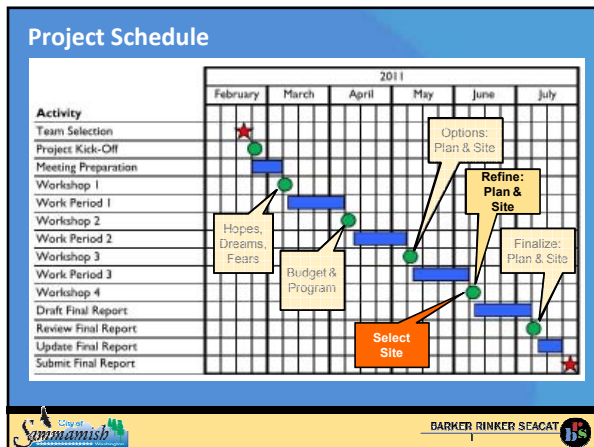 Project Schedule
2011
February March April May June July
Activity
Team Selection
Project Kick-Off
Meeting Preparation
Workshop 1
Work Period 1
Workshop 2
Work Period 2
Workshop 3
Work Period 3
Workshop 4
Draft Final Report
Review Final Report
Update Final Report
Submit Final Report
Hopes,
Dreams,
Fears
Budget &
Program
Options:
Plan & Site
Refine:
Plan &
Site
Select
Site
Finalize:
Plan & Site
City of
Sammamish
Washington
BARKER RINKER SEACAT
brs